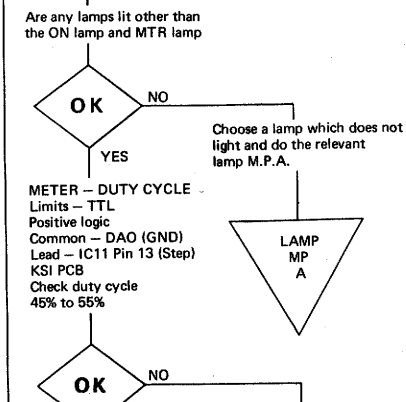 Are any lamps lit other than
the ON lamp and MTR lamp
OK
NO
YES
Choose a lamp which does not
light and do the relevant
lamp M.P.A.
METER – DUTY CYCLE
Limits – TTL
Positive logic
Common – DAO (GND)
Lead – IC11 Pin 13 (Step)
KSI PCB
Check duty cycle
45% to 55%
LAMP
MP
A
OK
NO